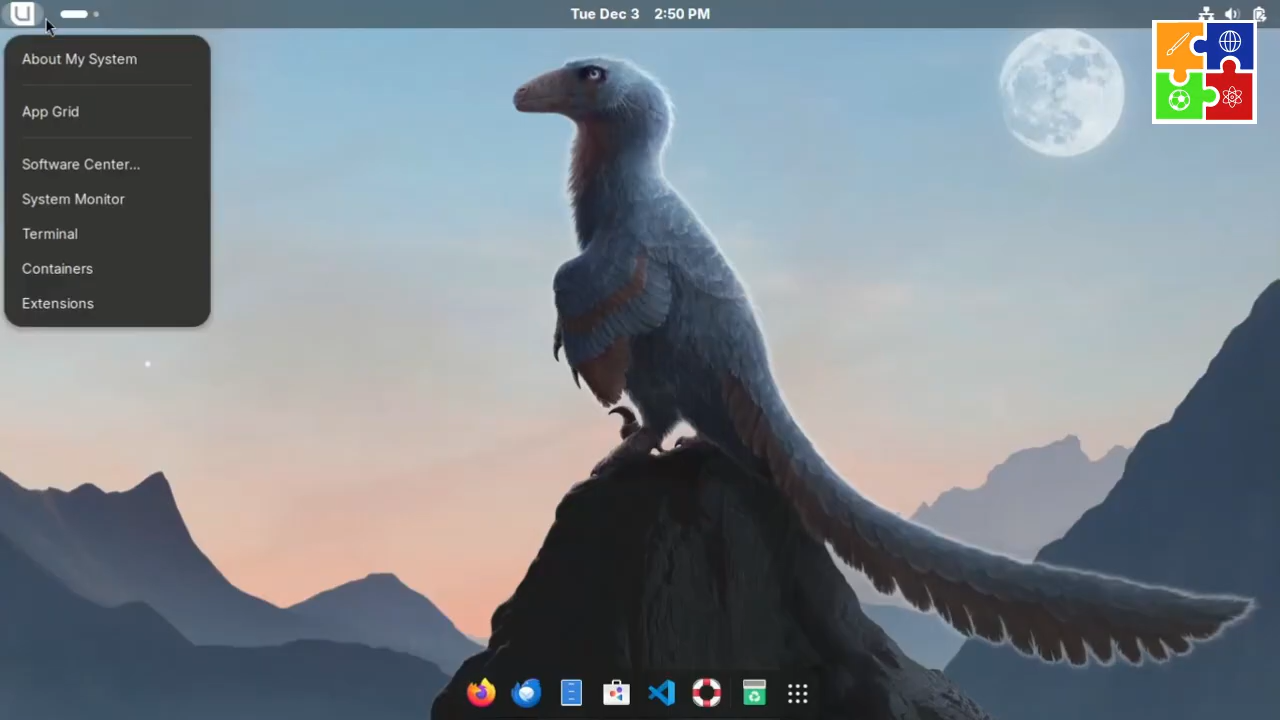 Tue Dec 3 2:50 PM
About My System
App Grid
Software Center...
System Monitor
Terminal
Containers
Extensions